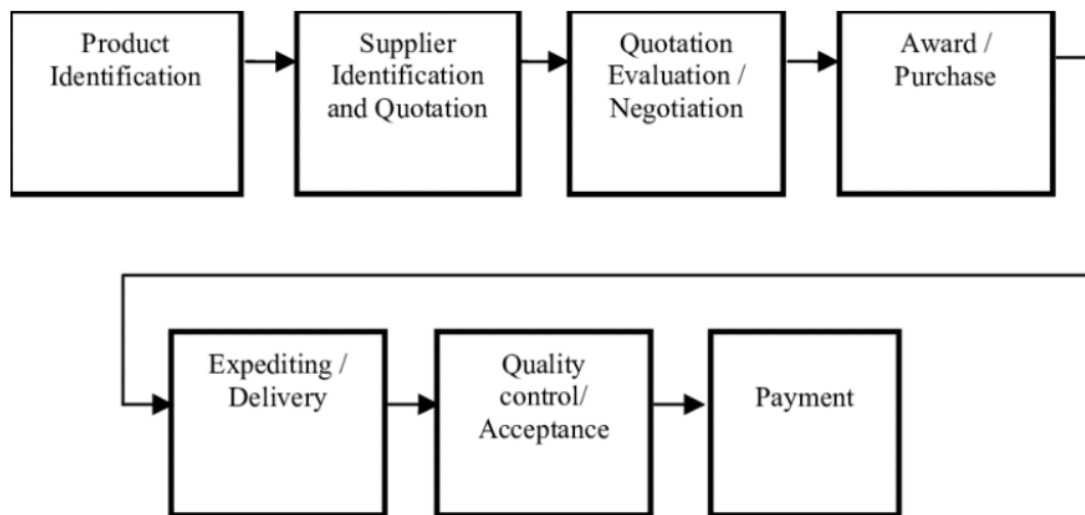 Product
Identification
Supplier
Identification
and Quotation
Quotation
Evaluation /
Negotiation
Award /
Purchase
Expediting /
Delivery
Quality
control/
Acceptance
Payment